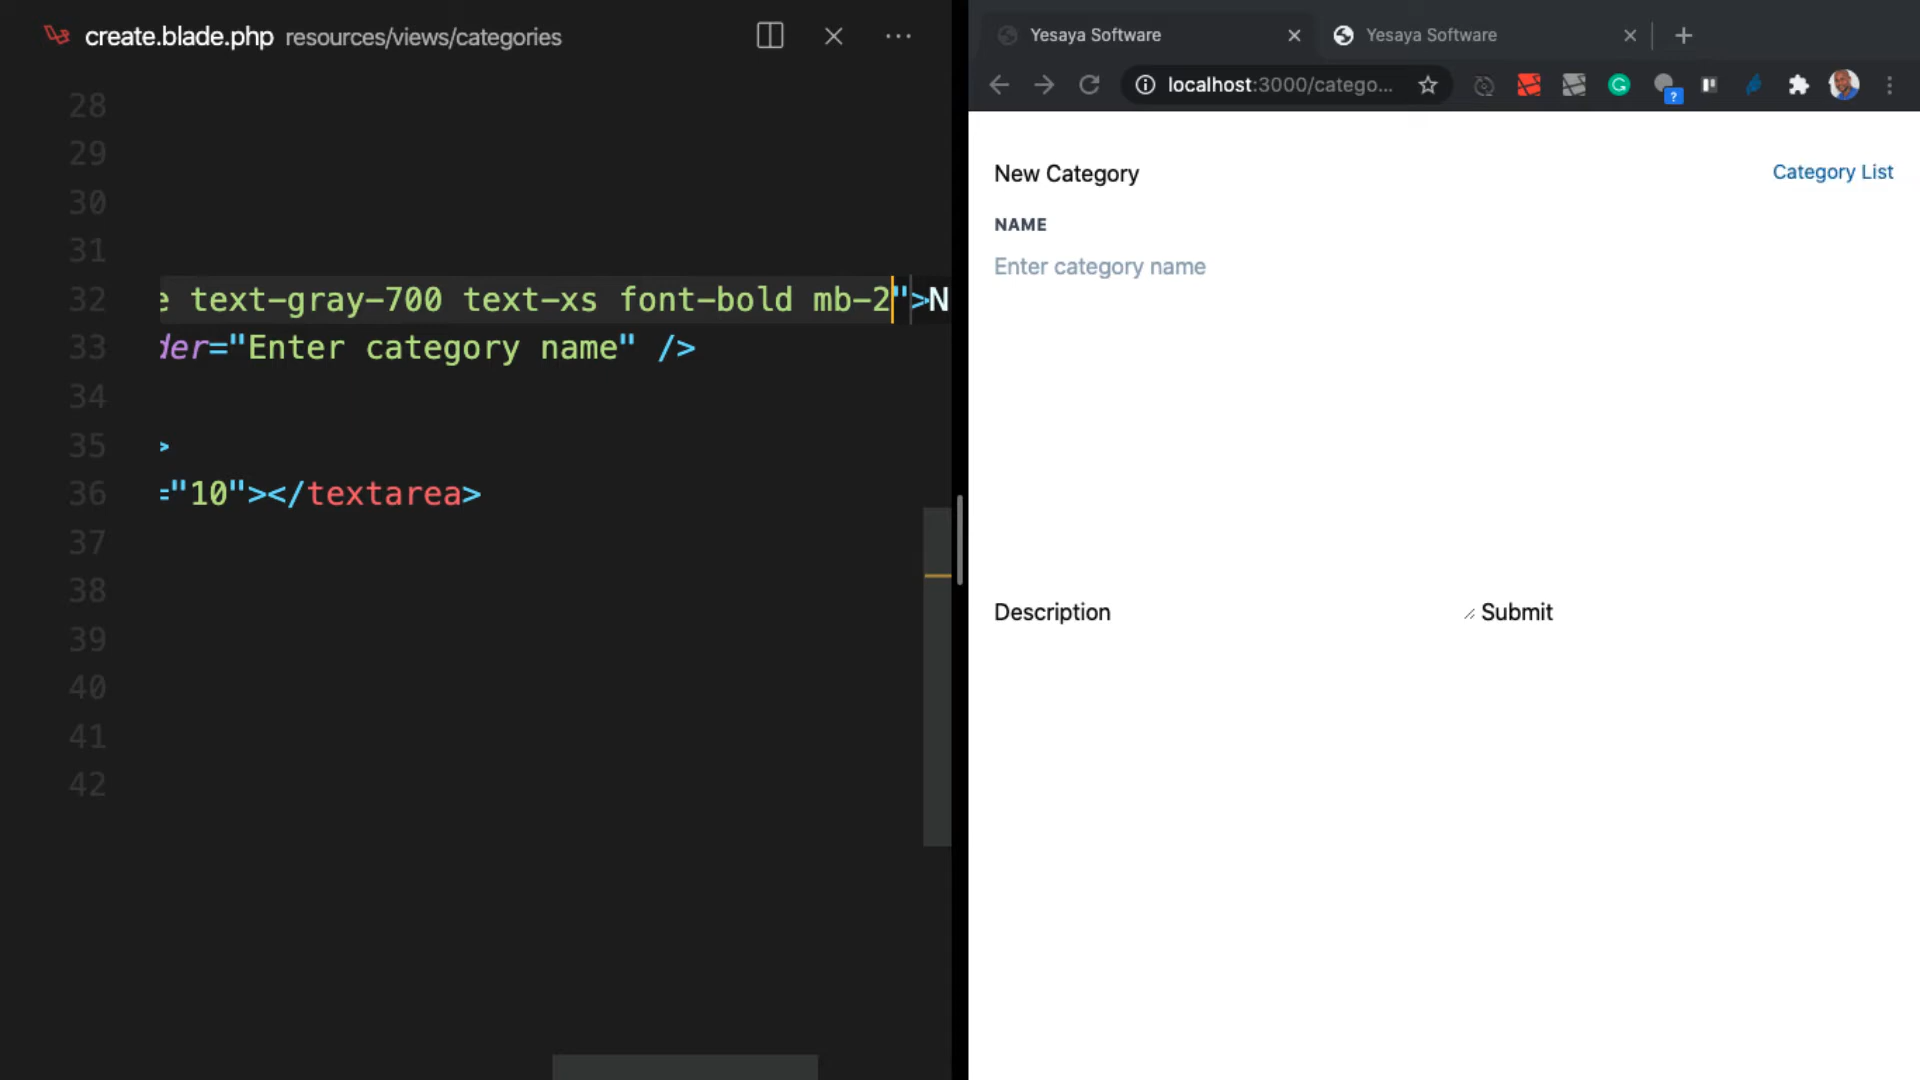 create.blade.php resources/views/categories
28
29
30
31
32 e text-gray-700 text-xs font-bold mb-2">N
33 der="Enter category name" />
34
35 >
36 ="10"></textarea>
37
38
39
40
41
42
Yesaya Software
Yesaya Software
localhost:3000/catego...
New Category
Category List
NAME
Enter category name
Description
Submit